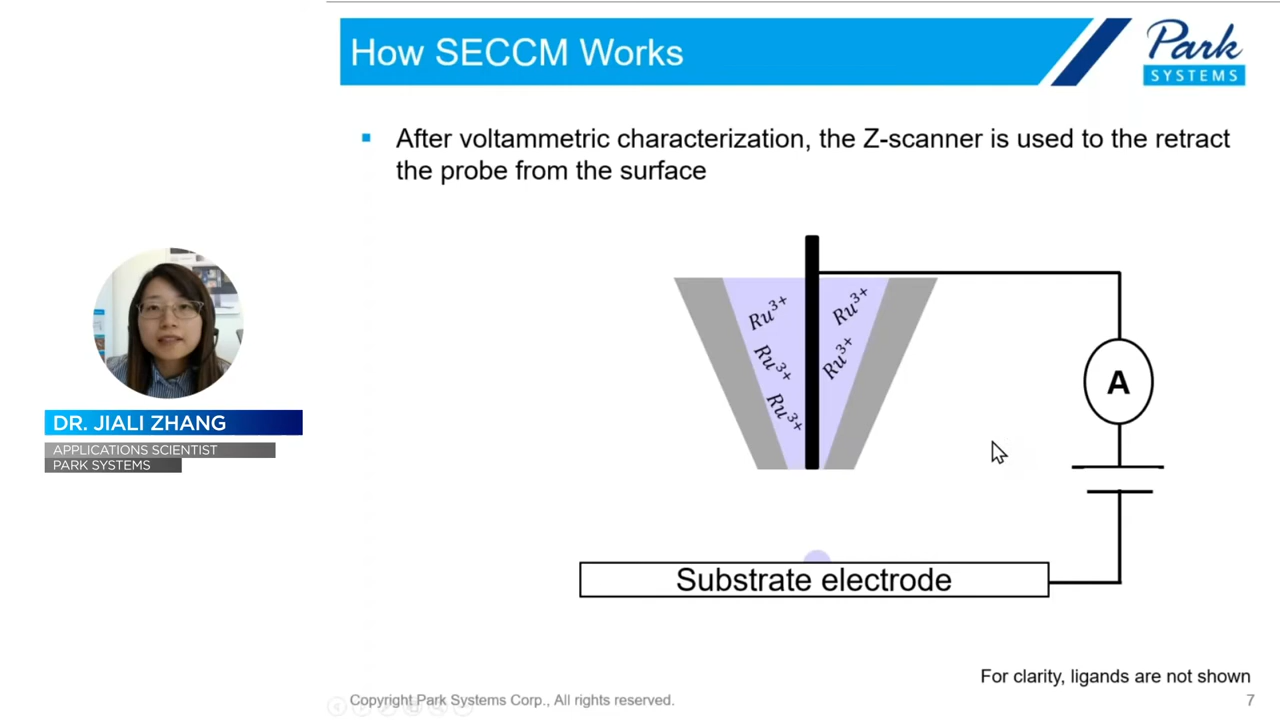 How SECCM Works
Park
SYSTEMS
▪ After voltammetric characterization, the Z-scanner is used to the retract
the probe from the surface
Ru³⁺
Ru³⁺
Ru³⁺
Ru³⁺
Ru³⁺
A
DR. JIALI ZHANG
APPLICATIONS SCIENTIST
PARK SYSTEMS
Substrate electrode
For clarity, ligands are not shown
Copyright Park Systems Corp., All rights reserved.
7